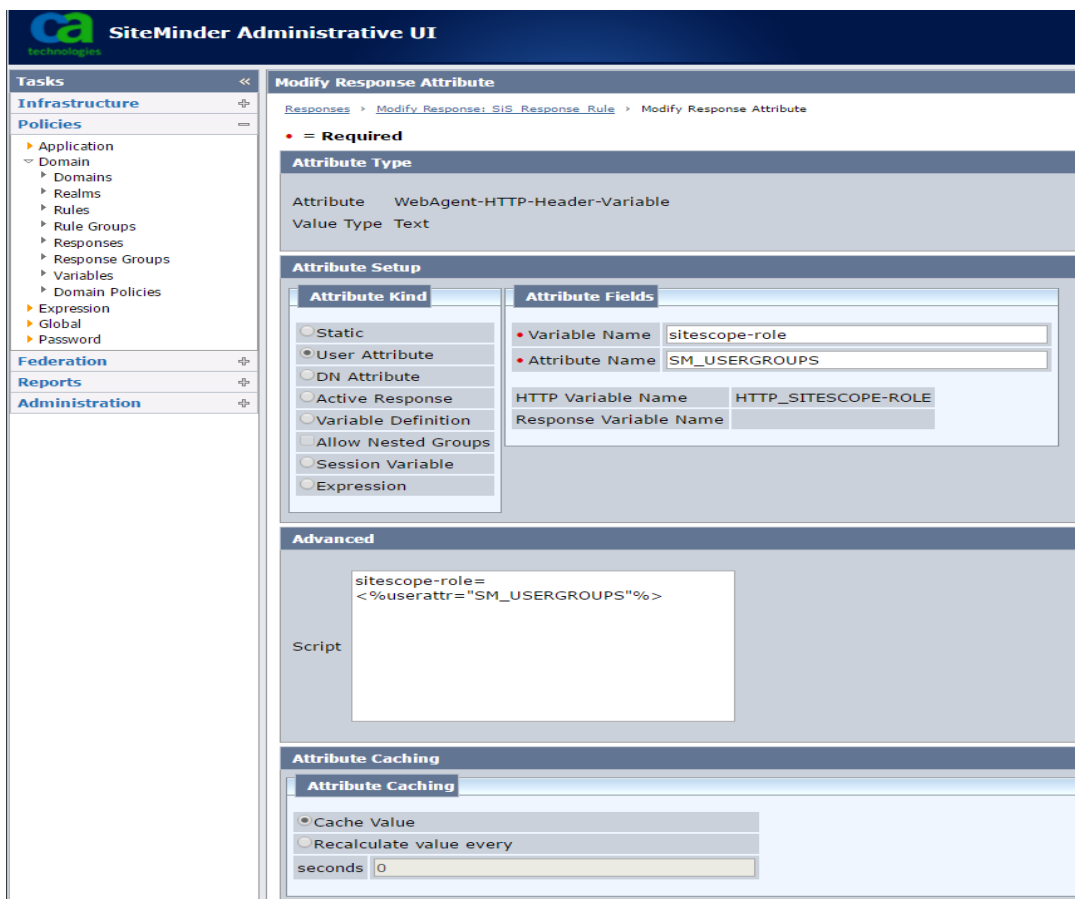 ca
technologies
SiteMinder Administrative UI
Tasks «
Infrastructure
Policies
Application
Domain
Domains
Realms
Rules
Rule Groups
Responses
Response Groups
Variables
Domain Policies
Expression
Global
Password
Federation
Reports
Administration
Modify Response Attribute
Responses › Modify Response: SiS Response Rule › Modify Response Attribute
• = Required
Attribute Type
Attribute WebAgent-HTTP-Header-Variable
Value Type Text
Attribute Setup
Attribute Kind
Static
User Attribute
DN Attribute
Active Response
Variable Definition
Allow Nested Groups
Session Variable
Expression
Attribute Fields
• Variable Name sitescope-role
• Attribute Name SM_USERGROUPS
HTTP Variable Name HTTP_SITESCOPE-ROLE
Response Variable Name
Advanced
Script
sitescope-role=
<%userattr="SM_USERGROUPS"%>
Attribute Caching
Attribute Caching
Cache Value
Recalculate value every
seconds 0